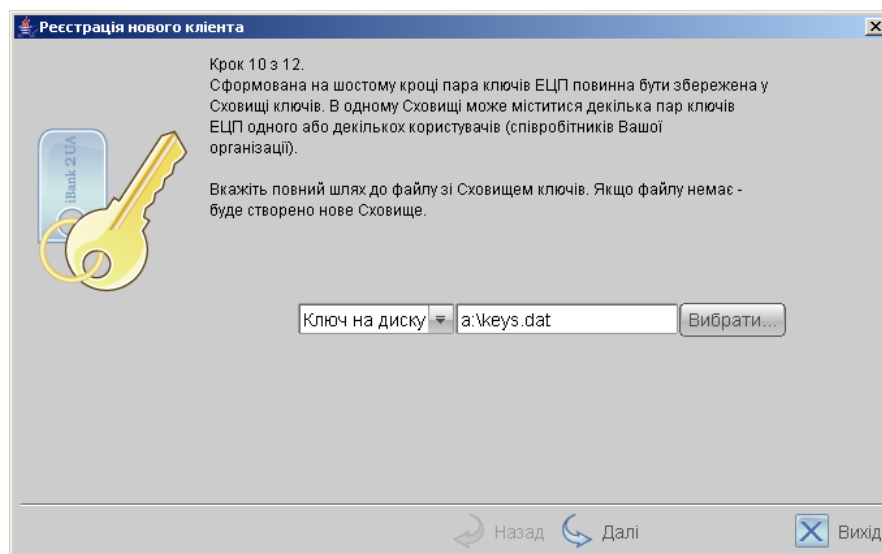 Реєстрація нового клієнта
Крок 10 з 12.
Сформована на шостому кроці пара ключів ЕЦП повинна бути збережена у
Сховищі ключів. В одному Сховищі може міститися декілька пар ключів
ЕЦП одного або декількох користувачів (співробітників Вашої
організації).
iBank 2 UA
Вкажіть повний шлях до файлу зі Сховищем ключів. Якщо файлу немає -
буде створено нове Сховище.
Ключ на диску a:\keys.dat Вибрати...
Назад Далі Вихід